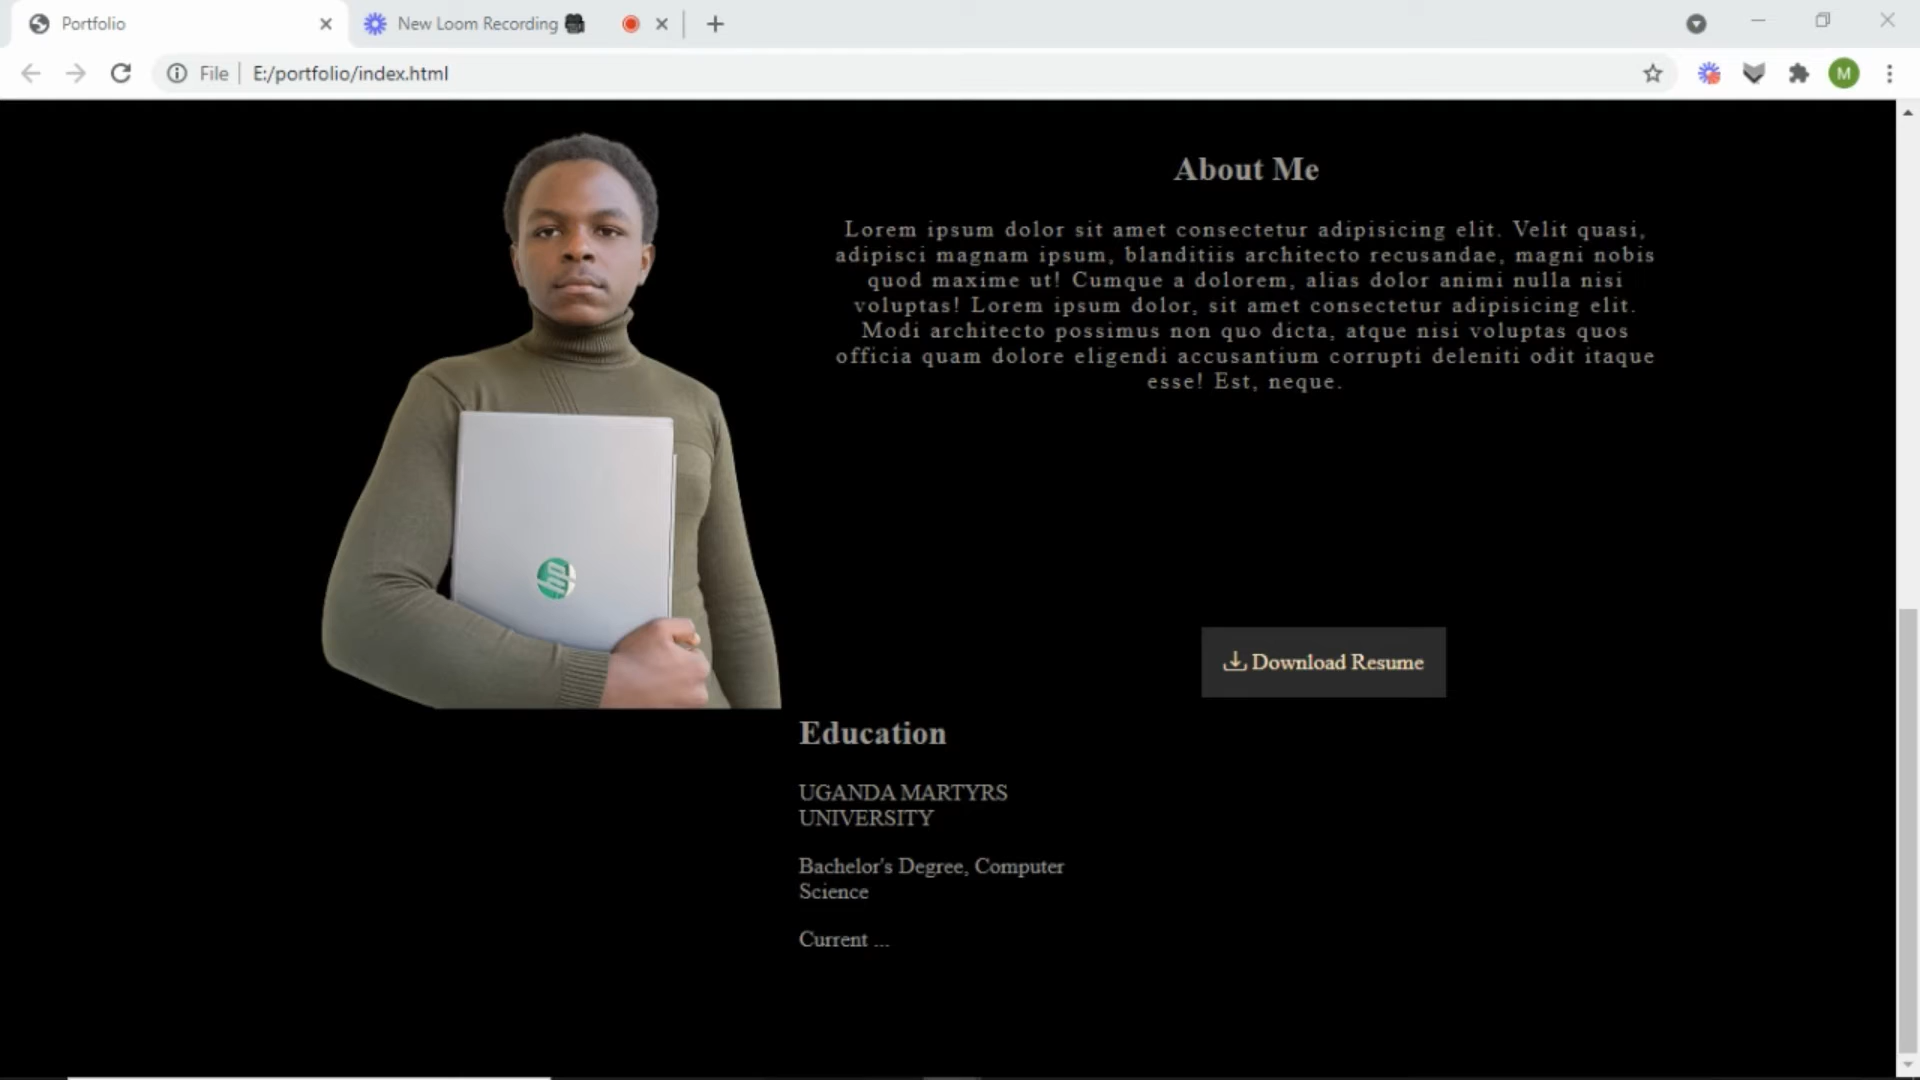 Portfolio
New Loom Recording
File
E:/portfolio/index.html
M
About Me
Lorem ipsum dolor sit amet consectetur adipisicing elit. Velit quasi,
adipisci magnam ipsum, blanditiis architecto recusandae, magni nobis
quod maxime ut! Cumque a dolorem, alias dolor animi nulla nisi
voluptas! Lorem ipsum dolor, sit amet consectetur adipisicing elit.
Modi architecto possimus non quo dicta, atque nisi voluptas quos
officia quam dolore eligendi accusantium corrupti deleniti odit itaque
esse! Est, neque.
hp
Download Resume
Education
UGANDA MARTYRS
UNIVERSITY
Bachelor's Degree, Computer
Science
Current ...